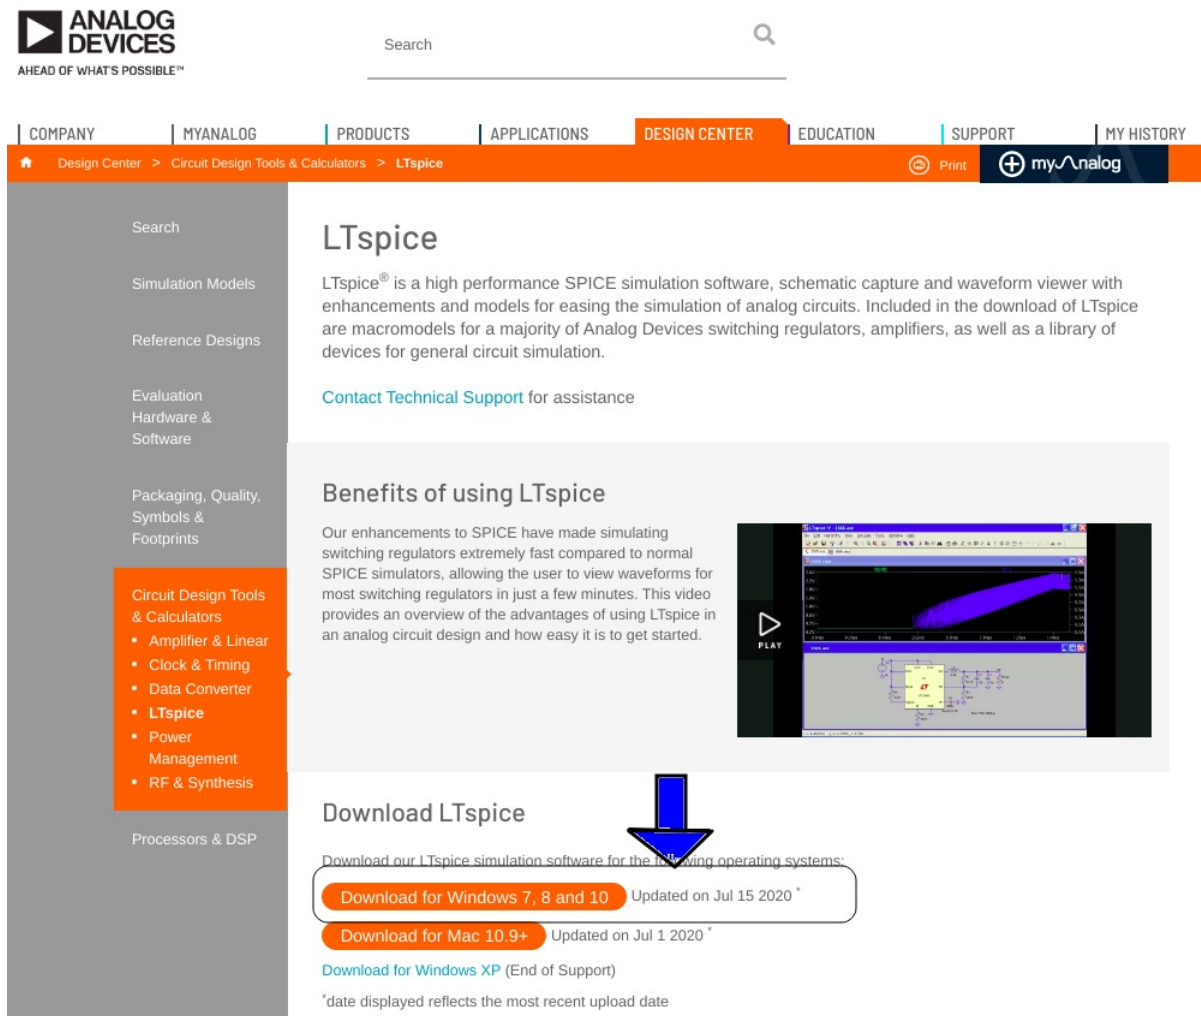 ANALOG
DEVICES
AHEAD OF WHAT'S POSSIBLE™
Search
COMPANY
MYANALOG
PRODUCTS
APPLICATIONS
DESIGN CENTER
EDUCATION
SUPPORT
MY HISTORY
Design Center > Circuit Design Tools & Calculators > LTspice
Print
myAnalog
Search
Simulation Models
Reference Designs
Evaluation
Hardware &
Software
Packaging, Quality,
Symbols &
Footprints
Circuit Design Tools
& Calculators
• Amplifier & Linear
• Clock & Timing
• Data Converter
• LTspice
• Power
Management
• RF & Synthesis
Processors & DSP
LTspice
LTspice® is a high performance SPICE simulation software, schematic capture and waveform viewer with
enhancements and models for easing the simulation of analog circuits. Included in the download of LTspice
are macromodels for a majority of Analog Devices switching regulators, amplifiers, as well as a library of
devices for general circuit simulation.
Contact Technical Support for assistance
Benefits of using LTspice
Our enhancements to SPICE have made simulating
switching regulators extremely fast compared to normal
SPICE simulators, allowing the user to view waveforms for
most switching regulators in just a few minutes. This video
provides an overview of the advantages of using LTspice in
an analog circuit design and how easy it is to get started.
PLAY
Download LTspice
Download our LTspice simulation software for the following operating systems:
Download for Windows 7, 8 and 10 Updated on Jul 15 2020 *
Download for Mac 10.9+ Updated on Jul 1 2020 *
Download for Windows XP (End of Support)
*date displayed reflects the most recent upload date